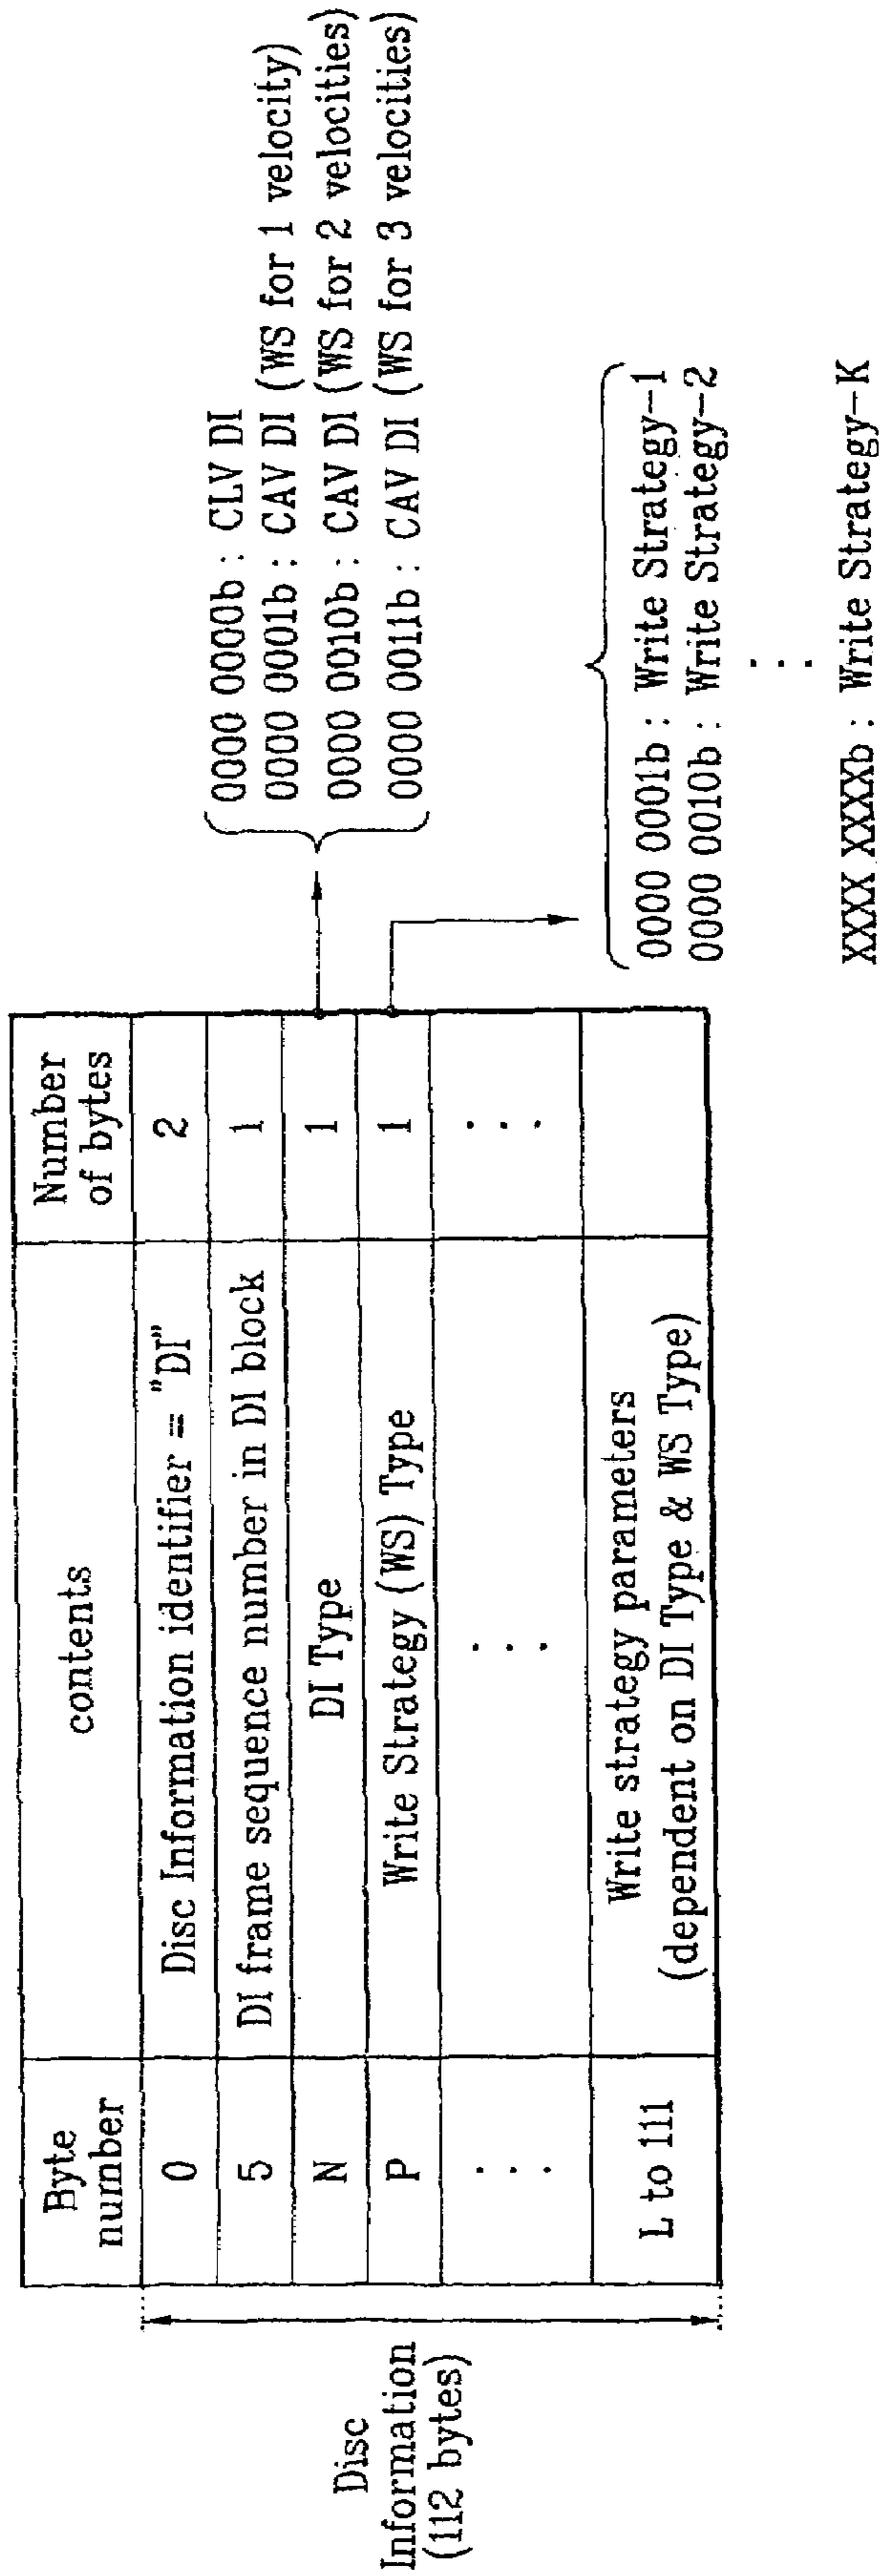 Disc
Information
(112 bytes)
Byte
number
contents
Number
of bytes
0
Disc Information identifier = "DI"
2
5
DI frame sequence number in DI block
1
N
DI Type
1
P
Write Strategy (WS) Type
1
. . .
. . .
. . .
L to 111
Write strategy parameters
(dependent on DI Type & WS Type)
0000 0000b : CLV DI
0000 0001b : CAV DI (WS for 1 velocity)
0000 0010b : CAV DI (WS for 2 velocities)
0000 0011b : CAV DI (WS for 3 velocities)
0000 0001b : Write Strategy-1
0000 0010b : Write Strategy-2
. . .
XXXX XXXXb : Write Strategy-K